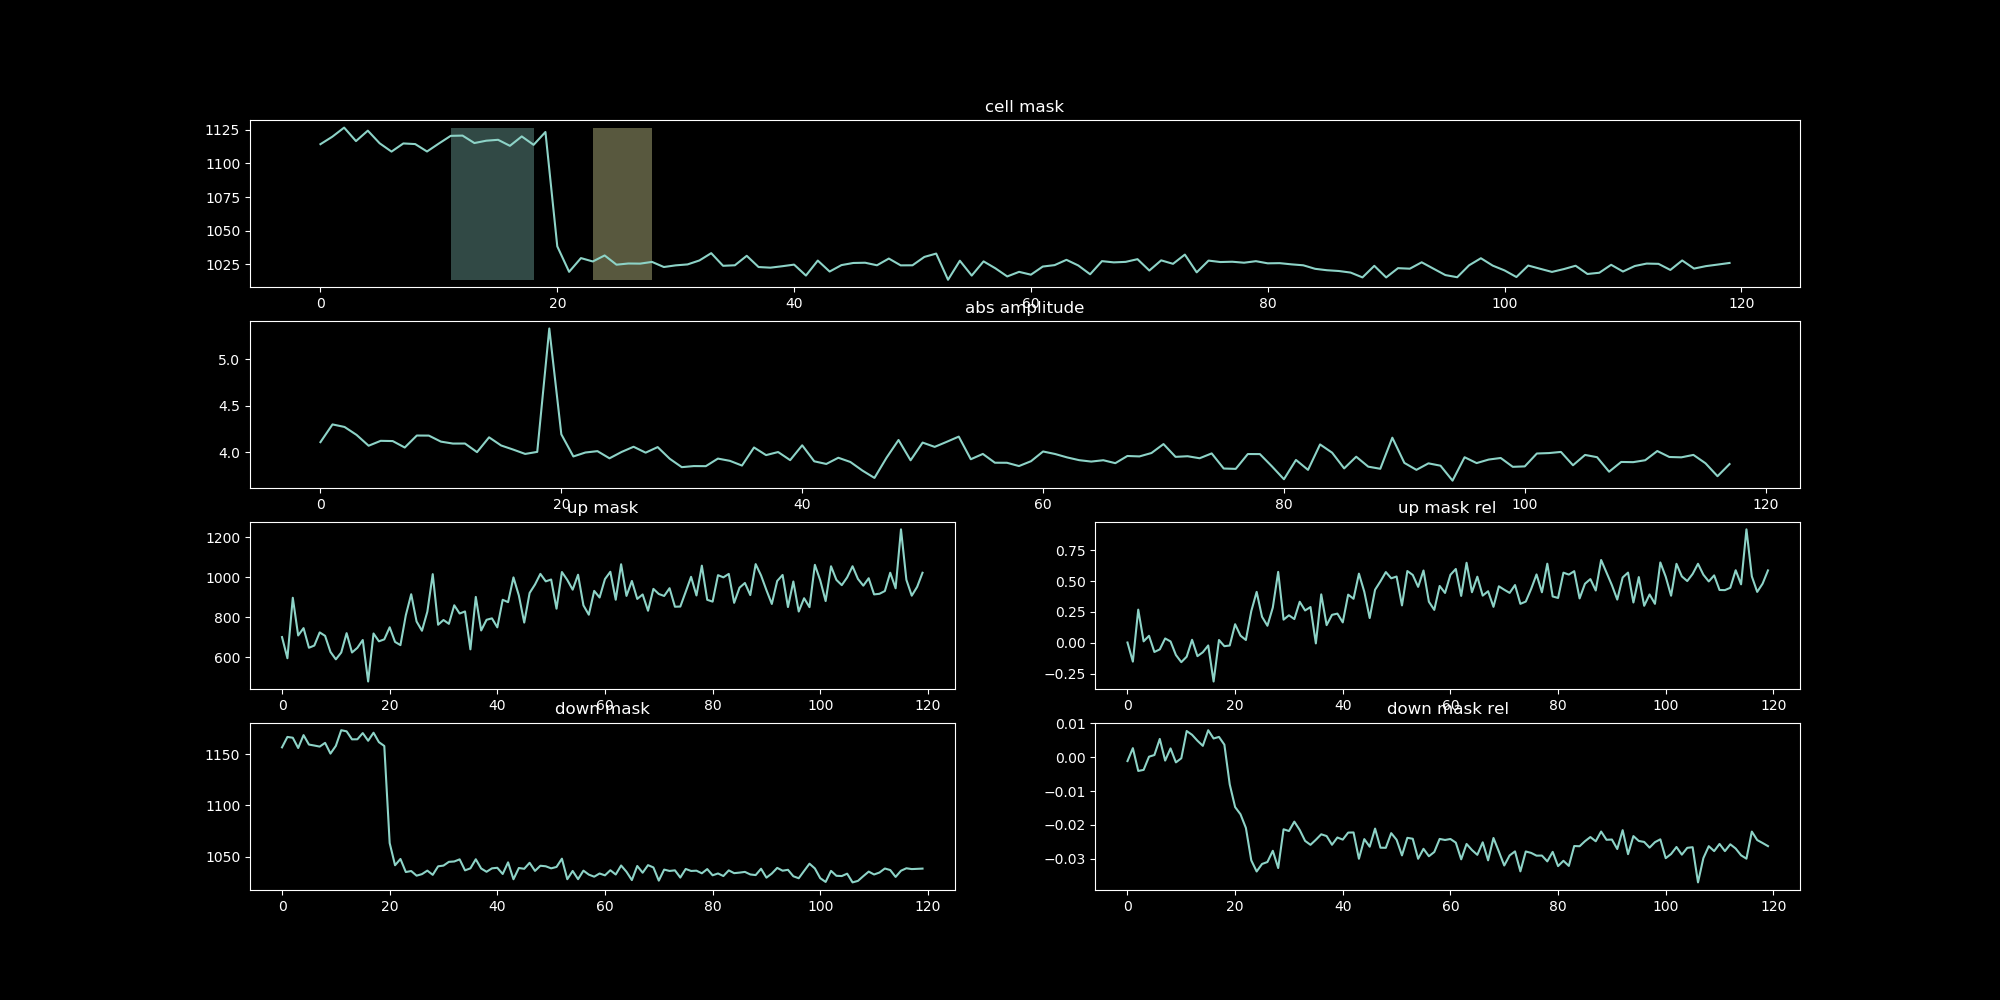 cell mask
1125
1100
1075
1050
1025
0 20 40 60 80 100 120
abs amplitude
5.0
4.5
4.0
0 20 40 60 80 100 120
up mask
1200
1000
800
600
0 20 40 60 80 100 120
up mask rel
0.75
0.50
0.25
0.00
−0.25
0 20 40 60 80 100 120
down mask
1150
1100
1050
0 20 40 60 80 100 120
down mask rel
0.01
0.00
−0.01
−0.02
−0.03
0 20 40 60 80 100 120